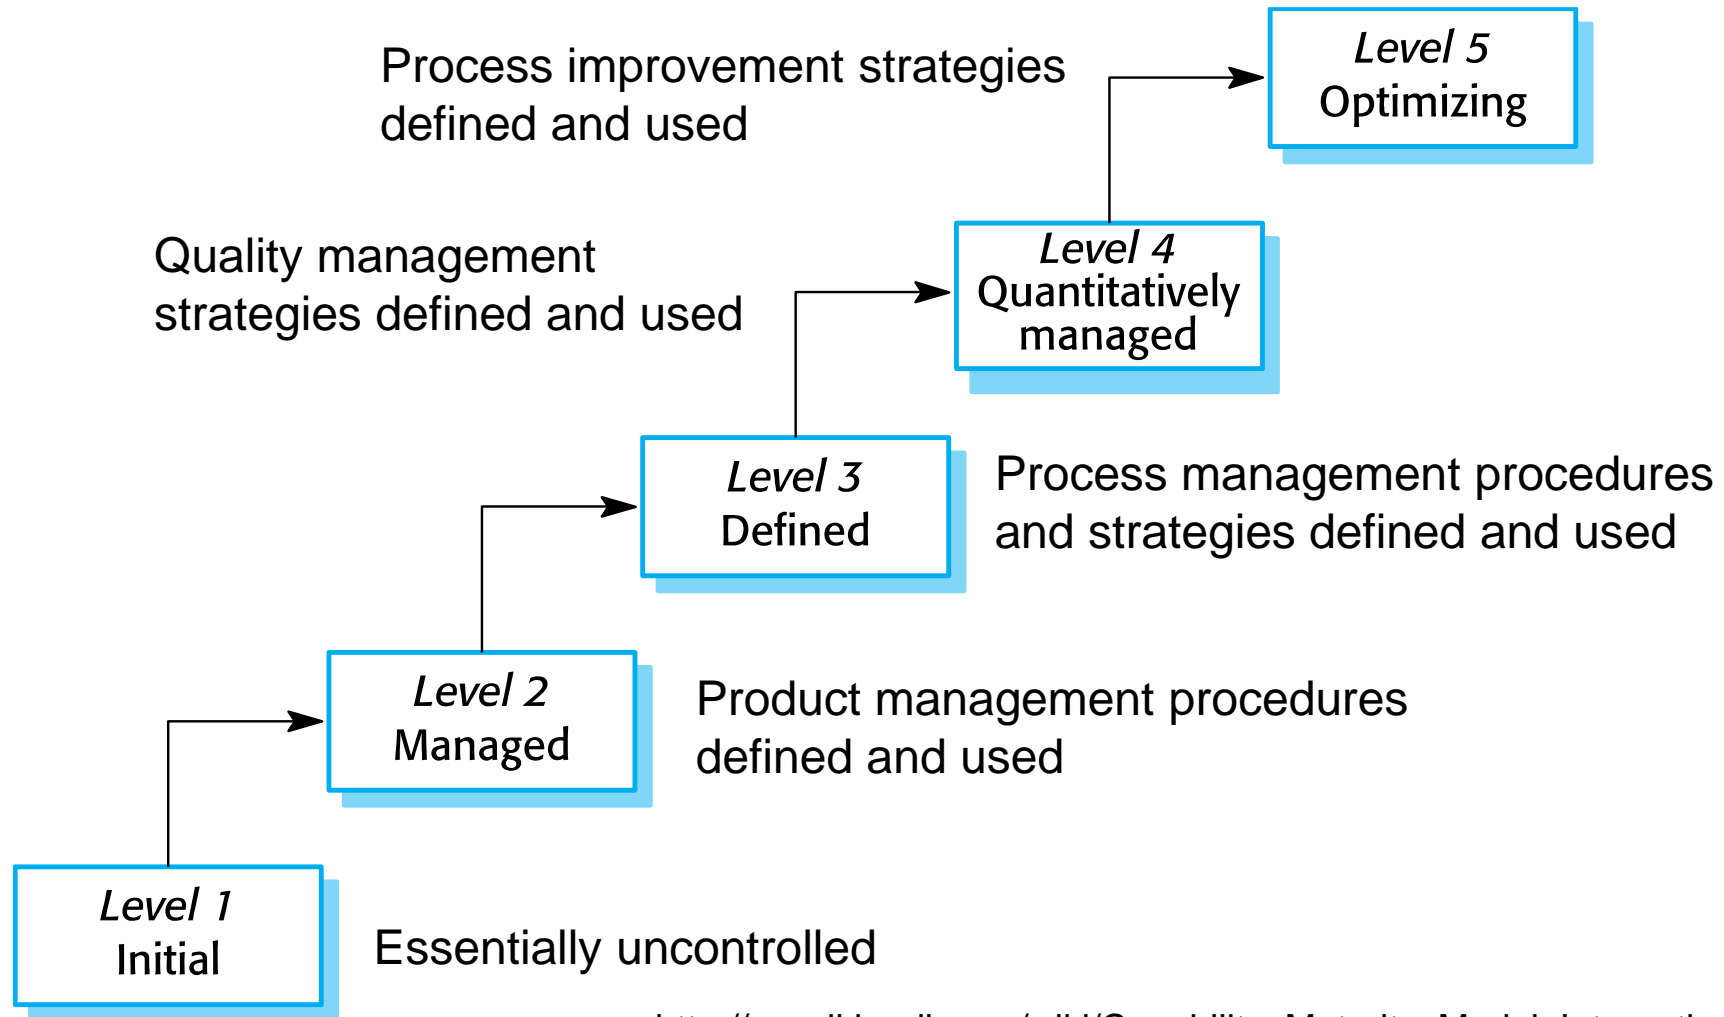 Process improvement strategies
defined and used
Level 5
Optimizing
Quality management
strategies defined and used
Level 4
Quantitatively
managed
Level 3
Defined
Process management procedures
and strategies defined and used
Level 2
Managed
Product management procedures
defined and used
Level 1
Initial
Essentially uncontrolled